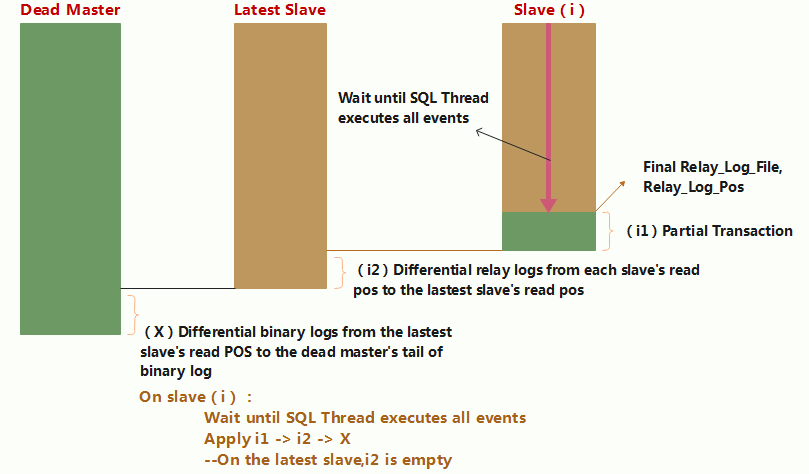 Dead Master
Latest Slave
Slave ( i )
Wait until SQL Thread
executes all events
Final Relay_Log_File,
Relay_Log_Pos
( i1 ) Partial Transaction
( i2 ) Differential relay logs from each slave's read
pos to the lastest slave's read pos
( X ) Differential binary logs from the lastest
slave's read POS to the dead master's tail of
binary log
On slave ( i ) :
Wait until SQL Thread executes all events
Apply i1 -> i2 -> X
--On the latest slave,i2 is empty